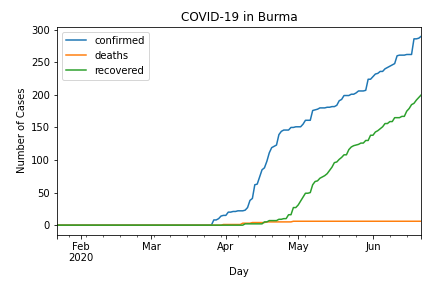 COVID-19 in Burma
300
250
200
150
100
50
0
Number of Cases
confirmed
deaths
recovered
Feb
2020
Mar
Apr
May
Jun
Day